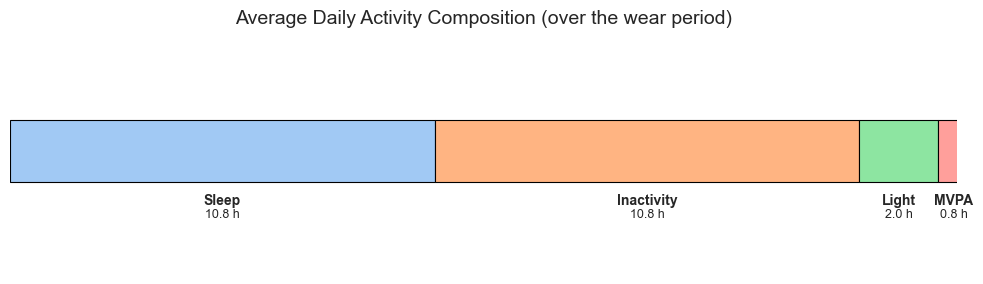 Average Daily Activity Composition (over the wear period)
Sleep
10.8 h
Inactivity
10.8 h
Light
2.0 h
MVPA
0.8 h